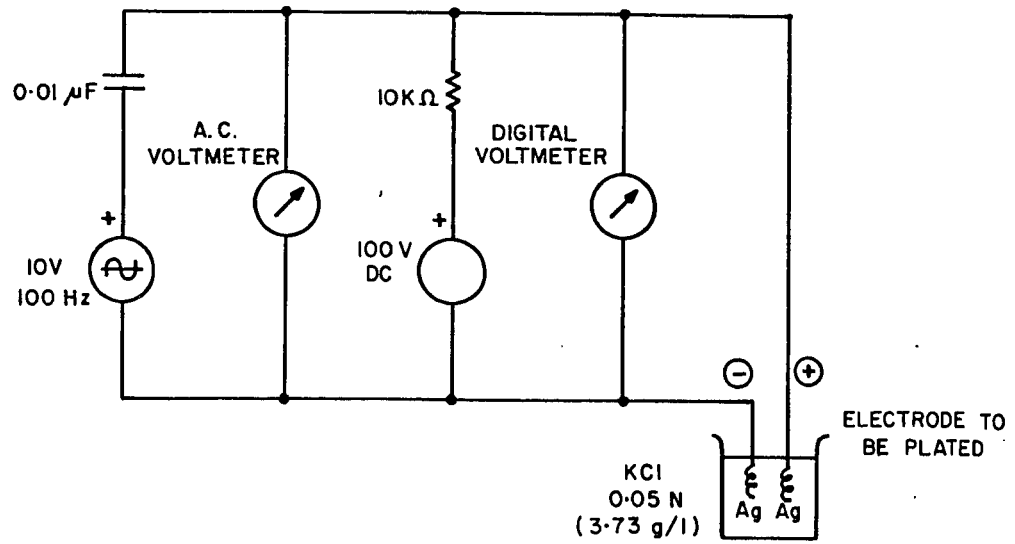 0.01 µF
A.C.
VOLTMETER
10KΩ
DIGITAL
VOLTMETER
+
10V
100 Hz
+
100 V
DC
−
+
ELECTRODE TO
BE PLATED
KCl
0.05 N
(3.73 g/l)
Ag Ag